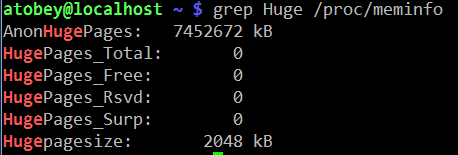 atobey@localhost ~ $ grep Huge /proc/meminfo
AnonHugePages:   7452672 kB
HugePages_Total:       0
HugePages_Free:        0
HugePages_Rsvd:        0
HugePages_Surp:        0
Hugepagesize:       2048 kB